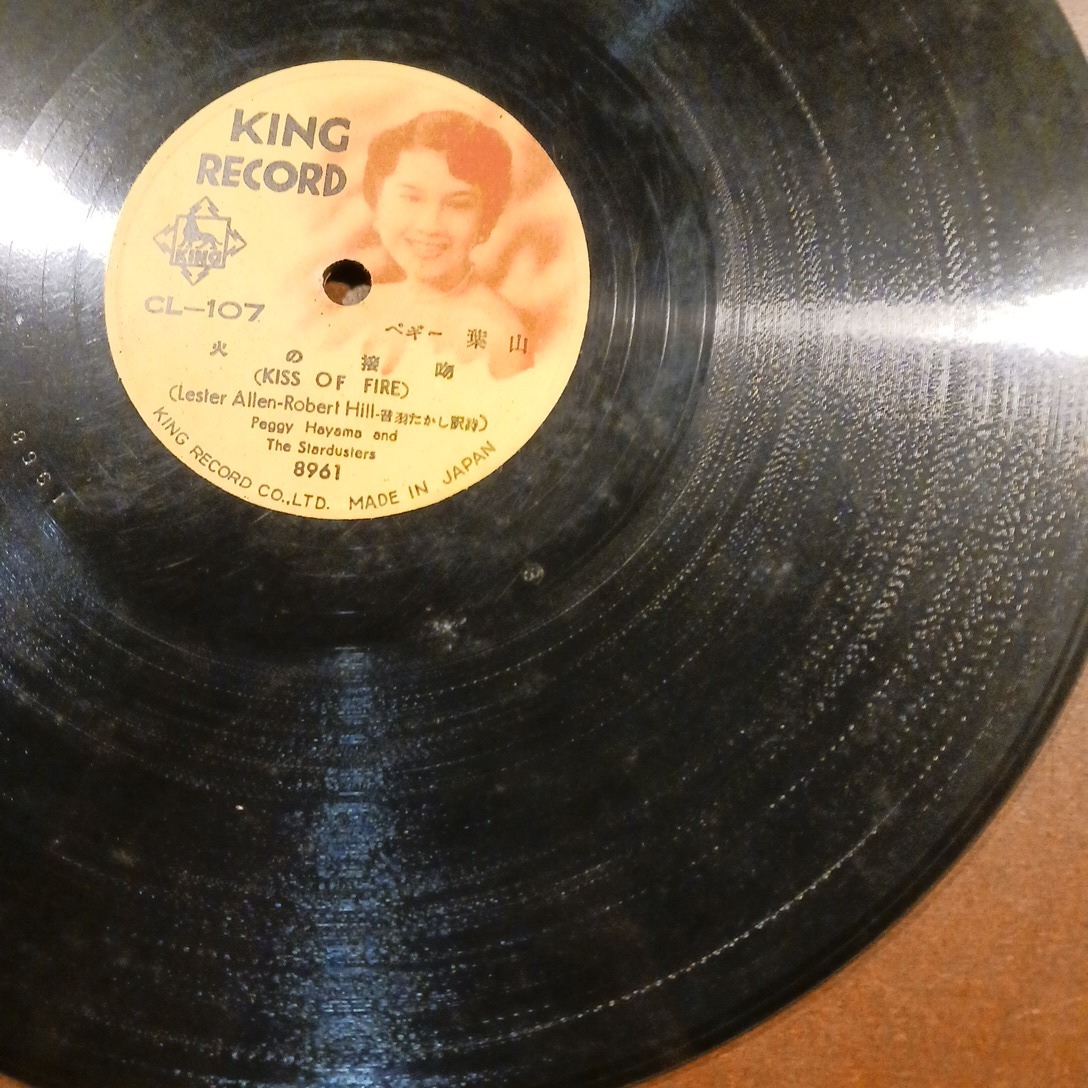 KING
RECORD
KING
CL-107
ペギー 葉山
火の接吻
(KISS OF FIRE)
(Lester Allen-Robert Hill-音羽たかし訳詩)
Peggy Hayama and
The Stardusters
8961
KING RECORD CO.,LTD. MADE IN JAPAN
8961